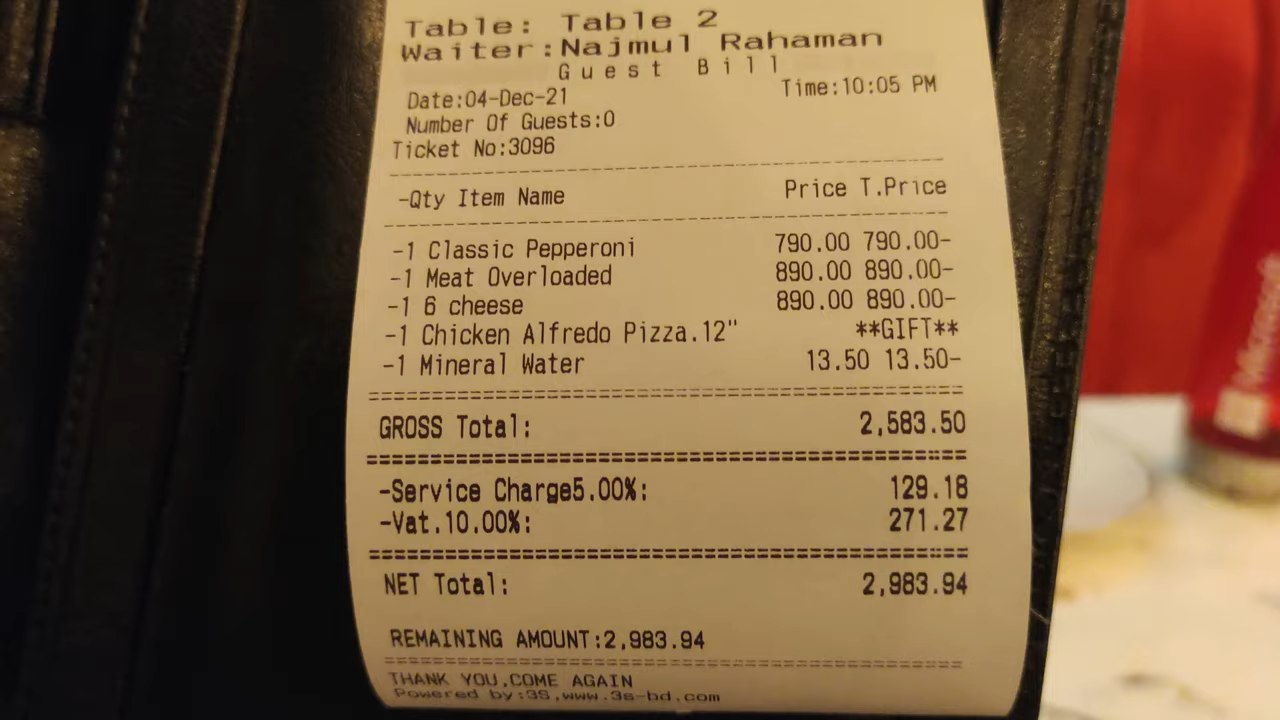 Table: Table 2
Waiter:Najmul Rahaman
Guest Bill
Date:04-Dec-21 Time:10:05 PM
Number Of Guests:0
Ticket No:3096
-Qty Item Name Price T.Price
-1 Classic Pepperoni 790.00 790.00-
-1 Meat Overloaded 890.00 890.00-
-1 6 cheese 890.00 890.00-
-1 Chicken Alfredo Pizza.12" **GIFT**
-1 Mineral Water 13.50 13.50-
GROSS Total: 2,583.50
-Service Charge5.00%: 129.18
-Vat.10.00%: 271.27
NET Total: 2,983.94
REMAINING AMOUNT:2,983.94
THANK YOU,COME AGAIN
Powered by:3S,www.3s-bd.com
Microsoft